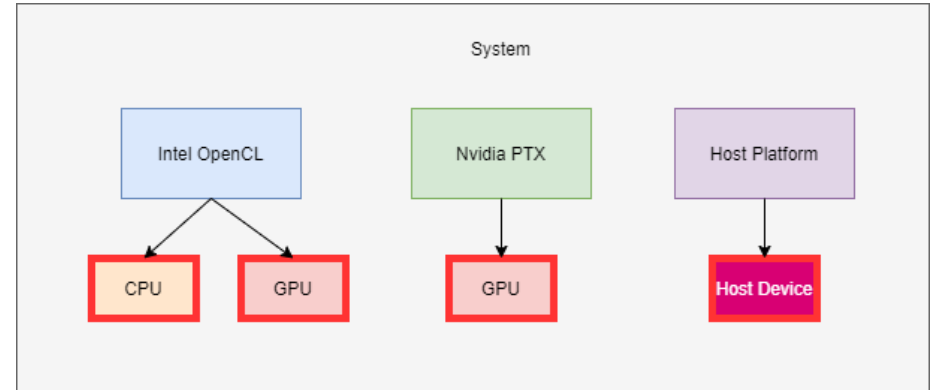 System
Intel OpenCL
Nvidia PTX
Host Platform
CPU
GPU
GPU
Host Device